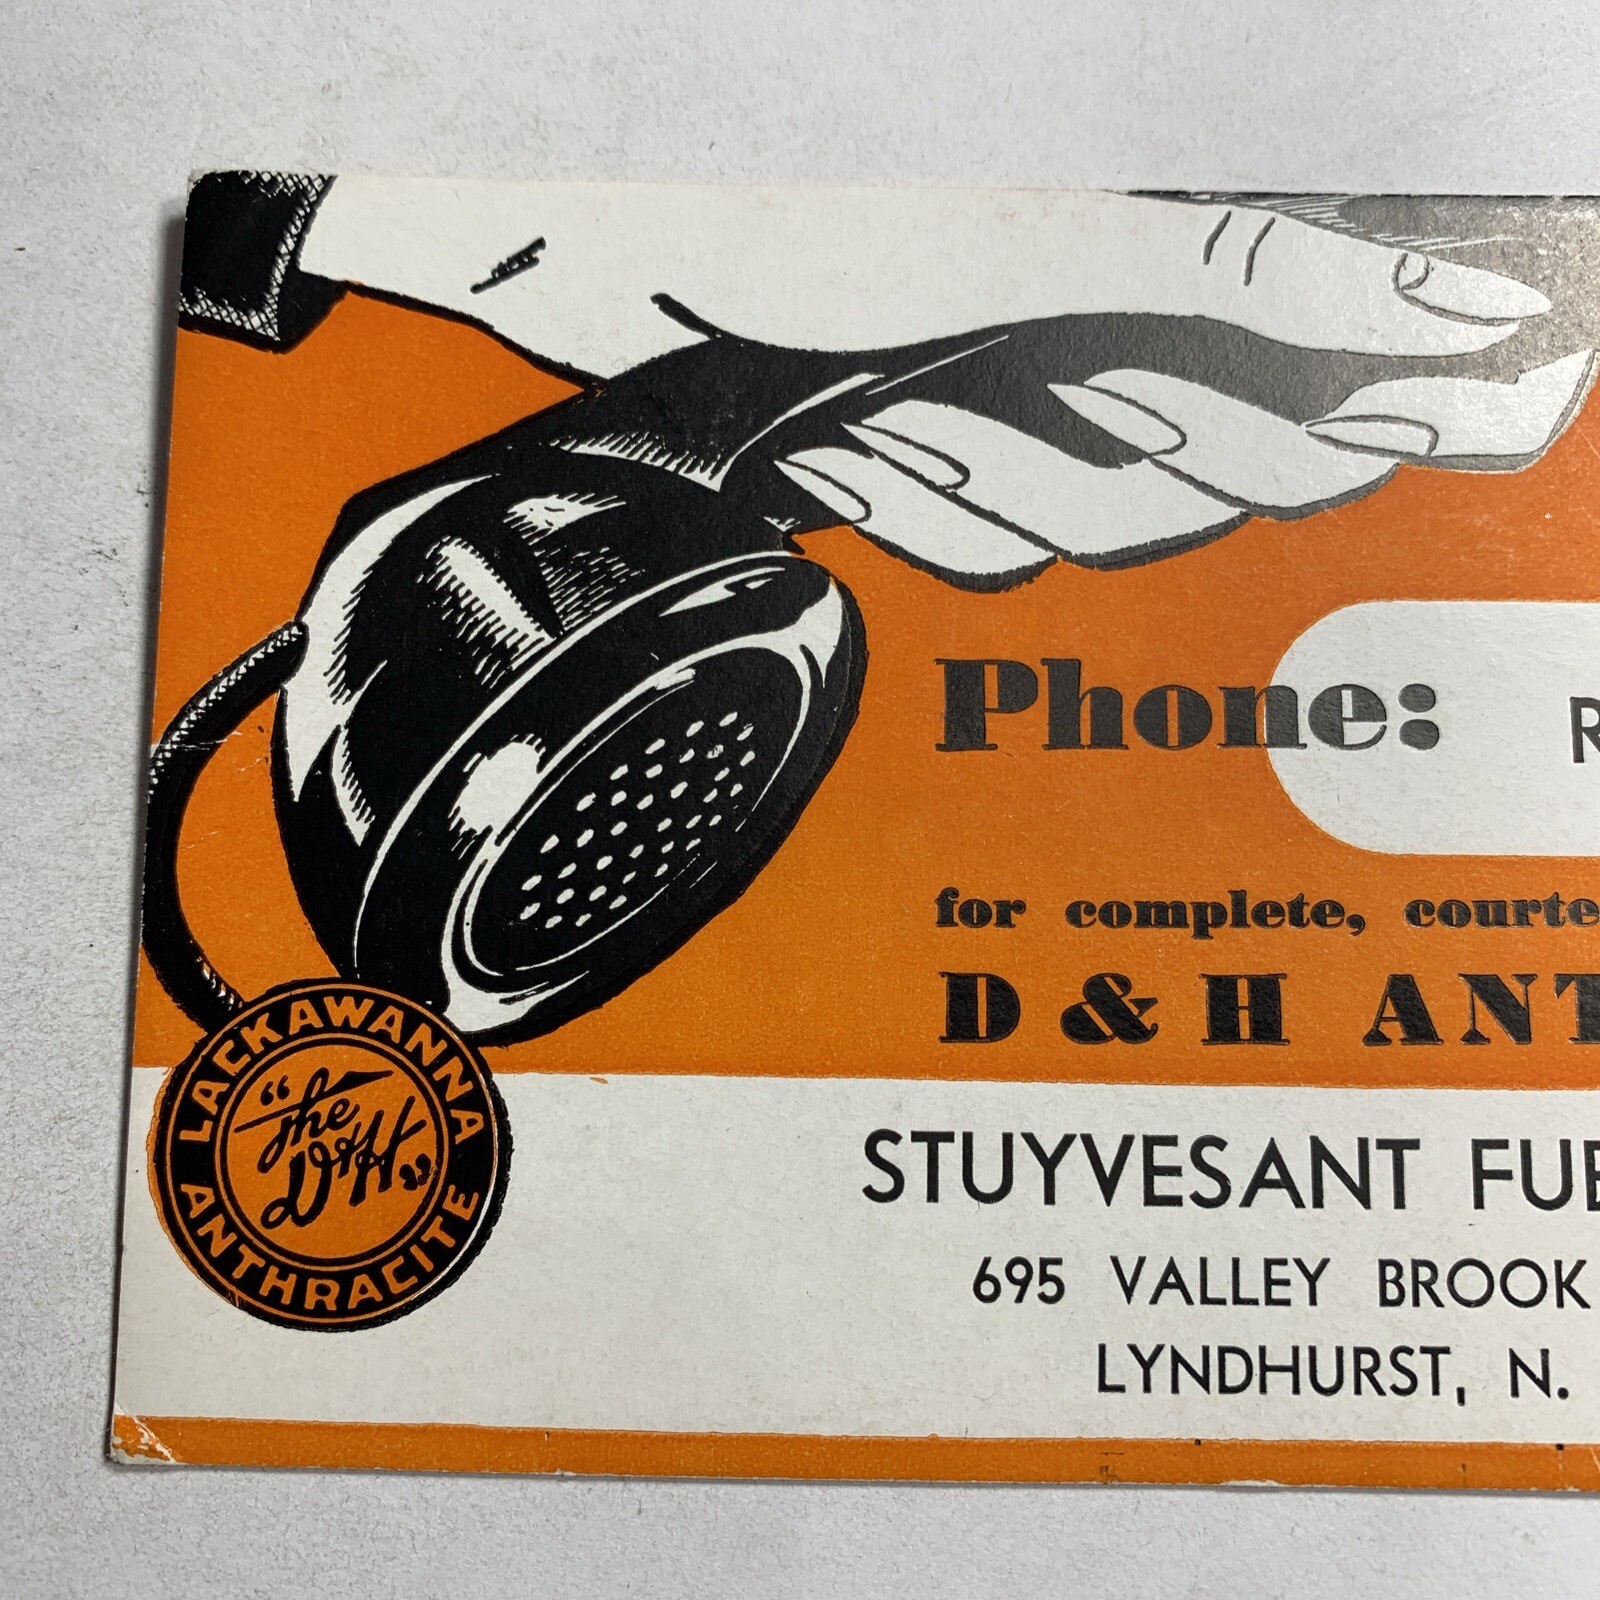 Phone: R
for complete, courte
D & H ANT
LACKAWANNA
"The D&H"
ANTHRACITE
STUYVESANT FUE
695 VALLEY BROOK
LYNDHURST, N.